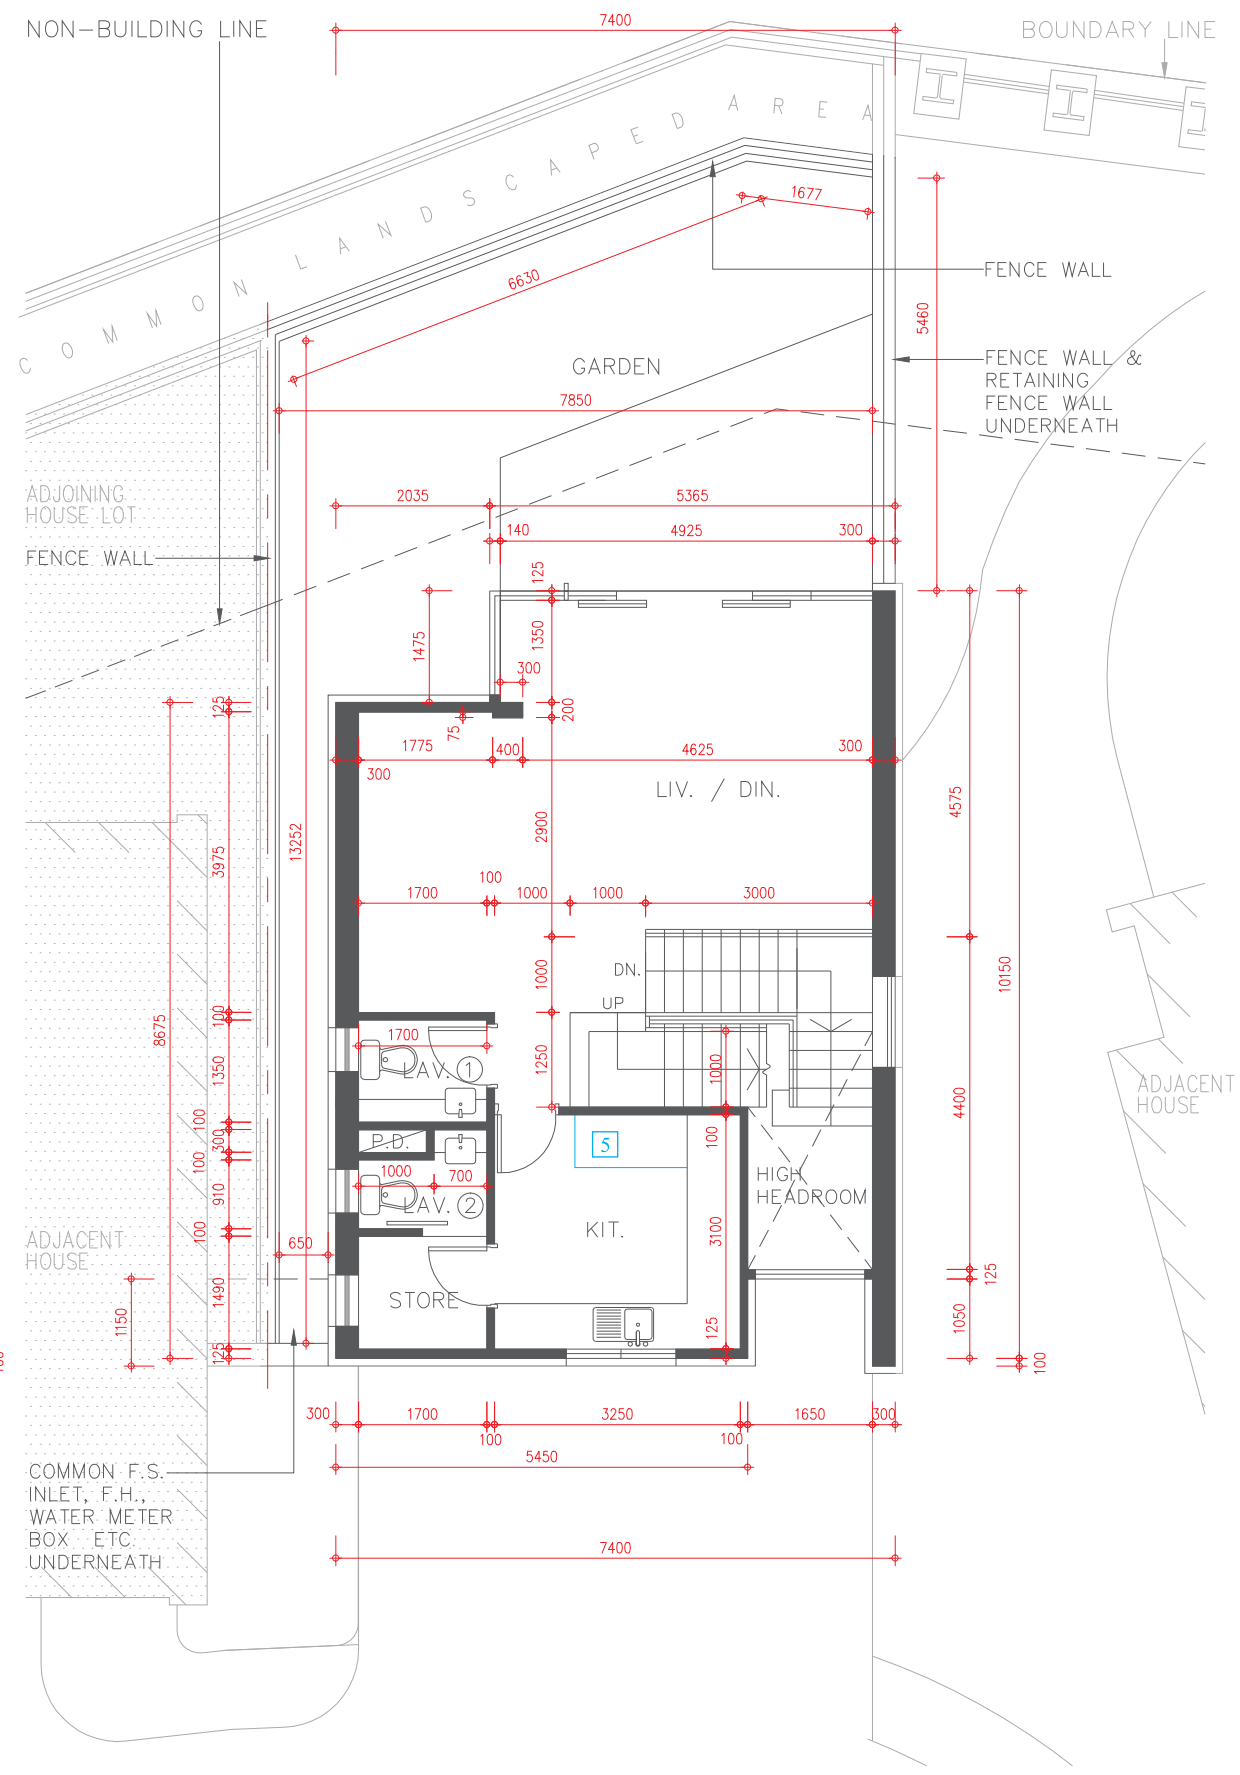 7400
NON-BUILDING LINE
BOUNDARY LINE
COMMON LANDSCAPED AREA
1677
6630
FENCE WALL
5460
GARDEN
FENCE WALL &
RETAINING
FENCE WALL
UNDERNEATH
7850
ADJOINING
HOUSE LOT
2035
5365
140
4925
300
FENCE WALL
125
1350
1475
300
125
200
75
1775
400
4625
300
300
LIV. / DIN.
4575
2900
13252
3975
1700
100
1000
1000
3000
8675
10150
DN.
1000
UP
100
1700
LAV. 1
1350
1250
1000
4400
ADJACENT
HOUSE
100
300
100
P.D.
5
100
1000
700
LAV. 2
910
HIGH
HEADROOM
KIT.
3100
100
ADJACENT
HOUSE
650
1490
STORE
1150
125
1050
125
125
100
300
1700
100
3250
100
1650
300
5450
COMMON F.S.
INLET, F.H.,
WATER METER
BOX ETC.
UNDERNEATH
7400